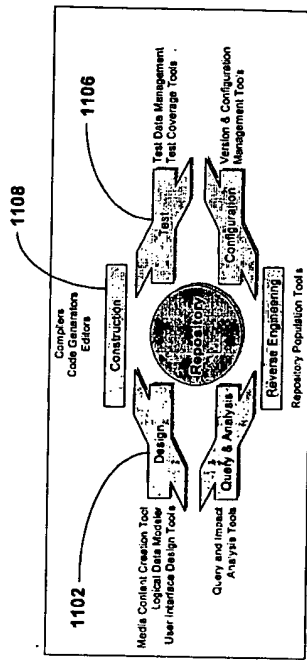 1108
1106
1102
Compilers
Code Generators
Editors
Construction
Media Content Creation Tool
Logical Data Modeler
User Interface Design Tools
Design
Test
Test Data Management
Test Coverage Tools
Repository
Query and Impact
Analysis Tools
Query & Analysis
Configuration
Version & Configuration
Management Tools
Reverse Engineering
Repository Population Tools